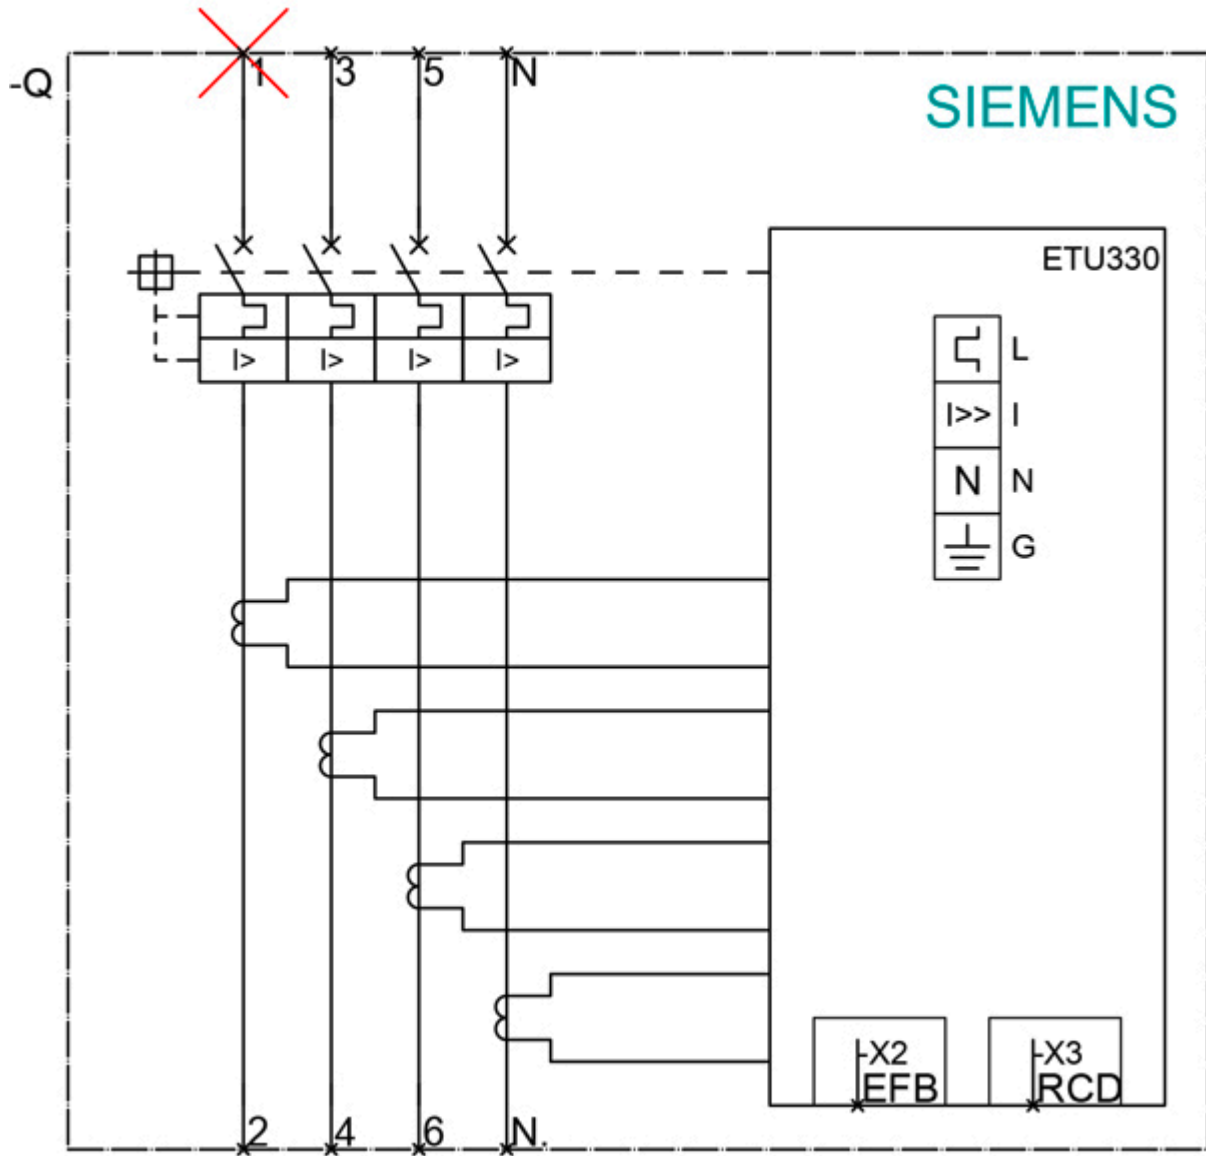 -Q
1 3 5 N
SIEMENS
ETU330
L
I> I> I> I>
I>> I
N N
G
-X2 -X3
EFB RCD
2 4 6 N.